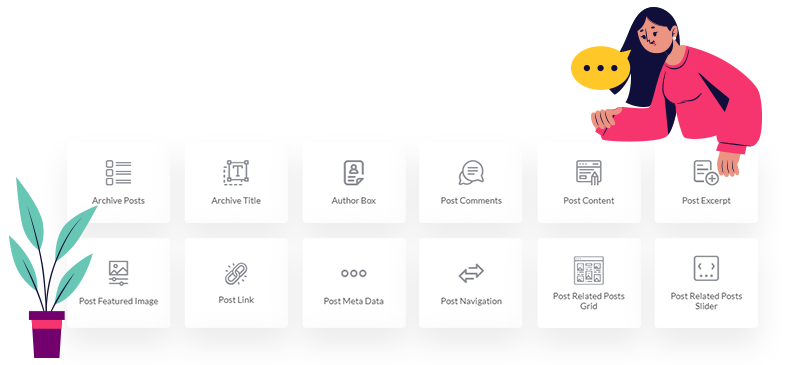 Archive Posts
Archive Title
Author Box
Post Comments
Post Content
Post Excerpt
Post Featured Image
Post Link
Post Meta Data
Post Navigation
Post Related Posts
Grid
Post Related Posts
Slider